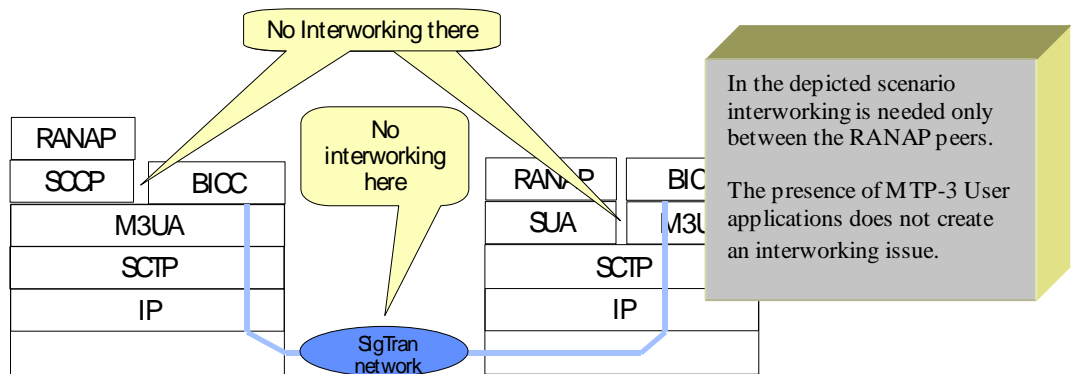 No Interworking there
No
interworking
here
In the depicted scenario
interworking is needed only
between the RANAP peers.
The presence of MTP-3 User
applications does not create
an interworking issue.
RANAP
SCCP
BICC
M3UA
SCTP
IP
RANAP
BIC
SUA
M3U
SCTP
IP
SigTran
network